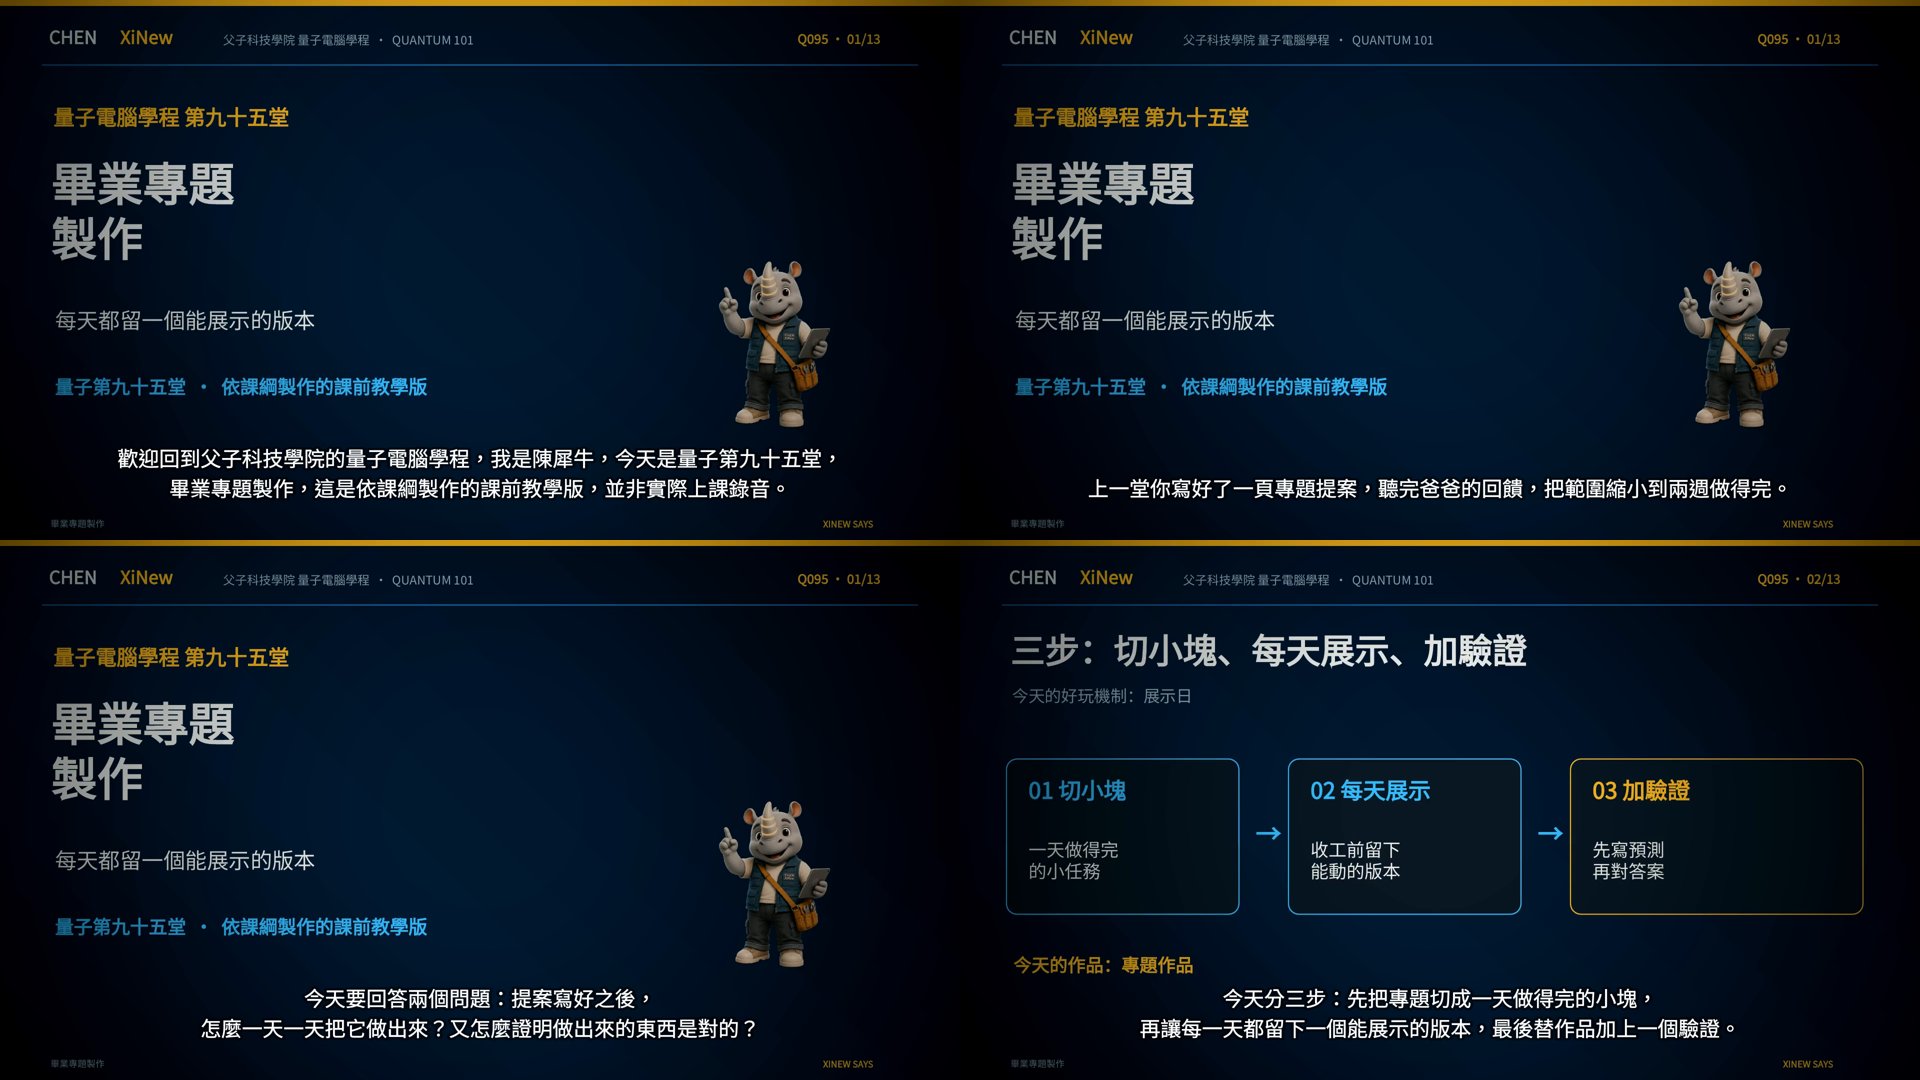 CHEN XiNew 父子科技學院 量子電腦學程 · QUANTUM 101 Q095 · 01/13
量子電腦學程 第九十五堂
畢業專題
製作
每天都留一個能展示的版本
量子第九十五堂 · 依課綱製作的課前教學版
歡迎回到父子科技學院的量子電腦學程，我是陳犀牛，今天是量子第九十五堂，
畢業專題製作，這是依課綱製作的課前教學版，並非實際上課錄音。
畢業專題製作 XINEW SAYS
CHEN XiNew 父子科技學院 量子電腦學程 · QUANTUM 101 Q095 · 01/13
量子電腦學程 第九十五堂
畢業專題
製作
每天都留一個能展示的版本
量子第九十五堂 · 依課綱製作的課前教學版
上一堂你寫好了一頁專題提案，聽完爸爸的回饋，把範圍縮小到兩週做得完。
畢業專題製作 XINEW SAYS
CHEN XiNew 父子科技學院 量子電腦學程 · QUANTUM 101 Q095 · 01/13
量子電腦學程 第九十五堂
畢業專題
製作
每天都留一個能展示的版本
量子第九十五堂 · 依課綱製作的課前教學版
今天要回答兩個問題：提案寫好之後，
怎麼一天一天把它做出來？又怎麼證明做出來的東西是對的？
畢業專題製作 XINEW SAYS
CHEN XiNew 父子科技學院 量子電腦學程 · QUANTUM 101 Q095 · 02/13
三步：切小塊、每天展示、加驗證
今天的好玩機制：展示日
01 切小塊
一天做得完
的小任務
→
02 每天展示
收工前留下
能動的版本
→
03 加驗證
先寫預測
再對答案
今天的作品：專題作品
今天分三步：先把專題切成一天做得完的小塊，
再讓每一天都留下一個能展示的版本，最後替作品加上一個驗證。
畢業專題製作 XINEW SAYS